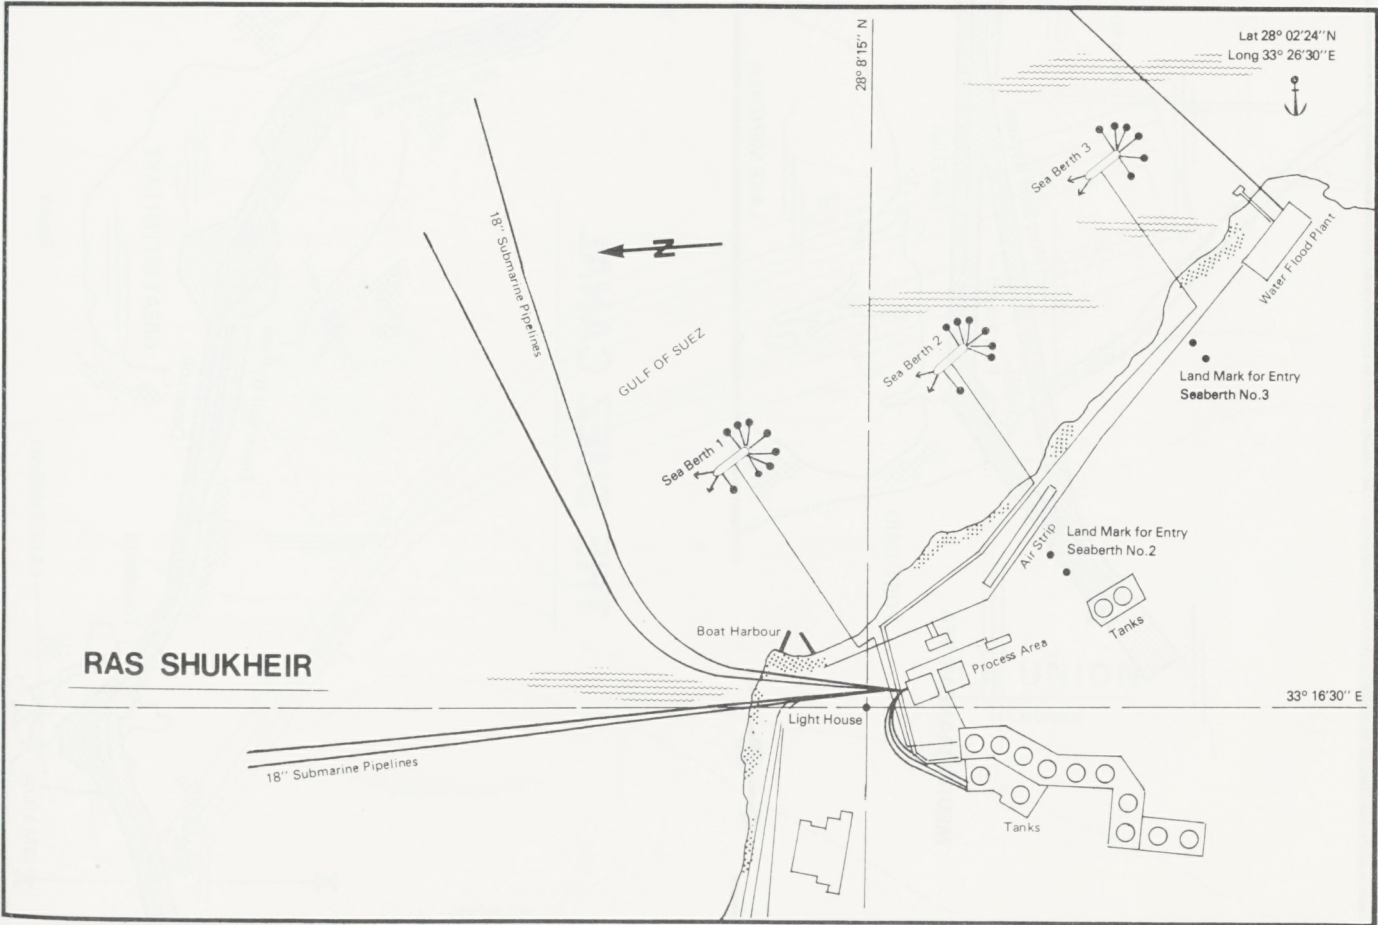 Lat 28° 02'24''N
Long 33° 26'30''E
28° 8'15'' N
Sea Berth 3
18'' Submarine Pipelines
N
Water Flood Plant
GULF OF SUEZ
Sea Berth 2
Land Mark for Entry
Seaberth No.3
Sea Berth 1
Air Strip
Land Mark for Entry
Seaberth No.2
Tanks
Boat Harbour
Process Area
RAS SHUKHEIR
33° 16'30'' E
Light House
18'' Submarine Pipelines
Tanks